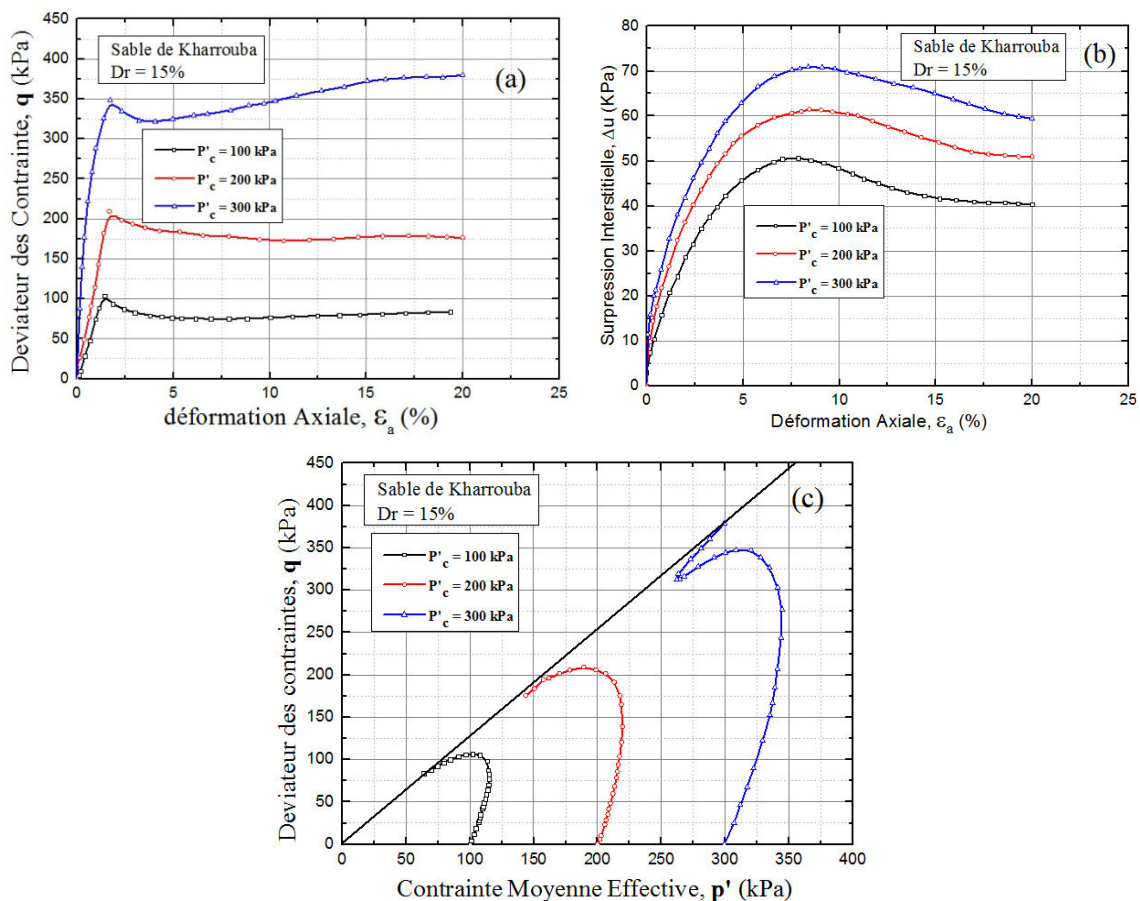 450
400
350
300
250
200
150
100
50
0
Deviateur des Contrainte, q (kPa)
Sable de Kharrouba
Dr = 15%
(a)
P'c = 100 kPa
P'c = 200 kPa
P'c = 300 kPa
0 5 10 15 20 25
déformation Axiale, εa (%)
80
70
60
50
40
30
20
10
0
Surpression Interstitielle, Δu (KPa)
Sable de Kharrouba
Dr = 15%
(b)
P'c = 100 kPa
P'c = 200 kPa
P'c = 300 kPa
0 5 10 15 20 25
Déformation Axiale, εa (%)
450
400
350
300
250
200
150
100
50
0
Deviateur des contraintes, q (kPa)
Sable de Kharrouba
Dr = 15%
(c)
P'c = 100 kPa
P'c = 200 kPa
P'c = 300 kPa
0 50 100 150 200 250 300 350 400
Contrainte Moyenne Effective, p' (kPa)